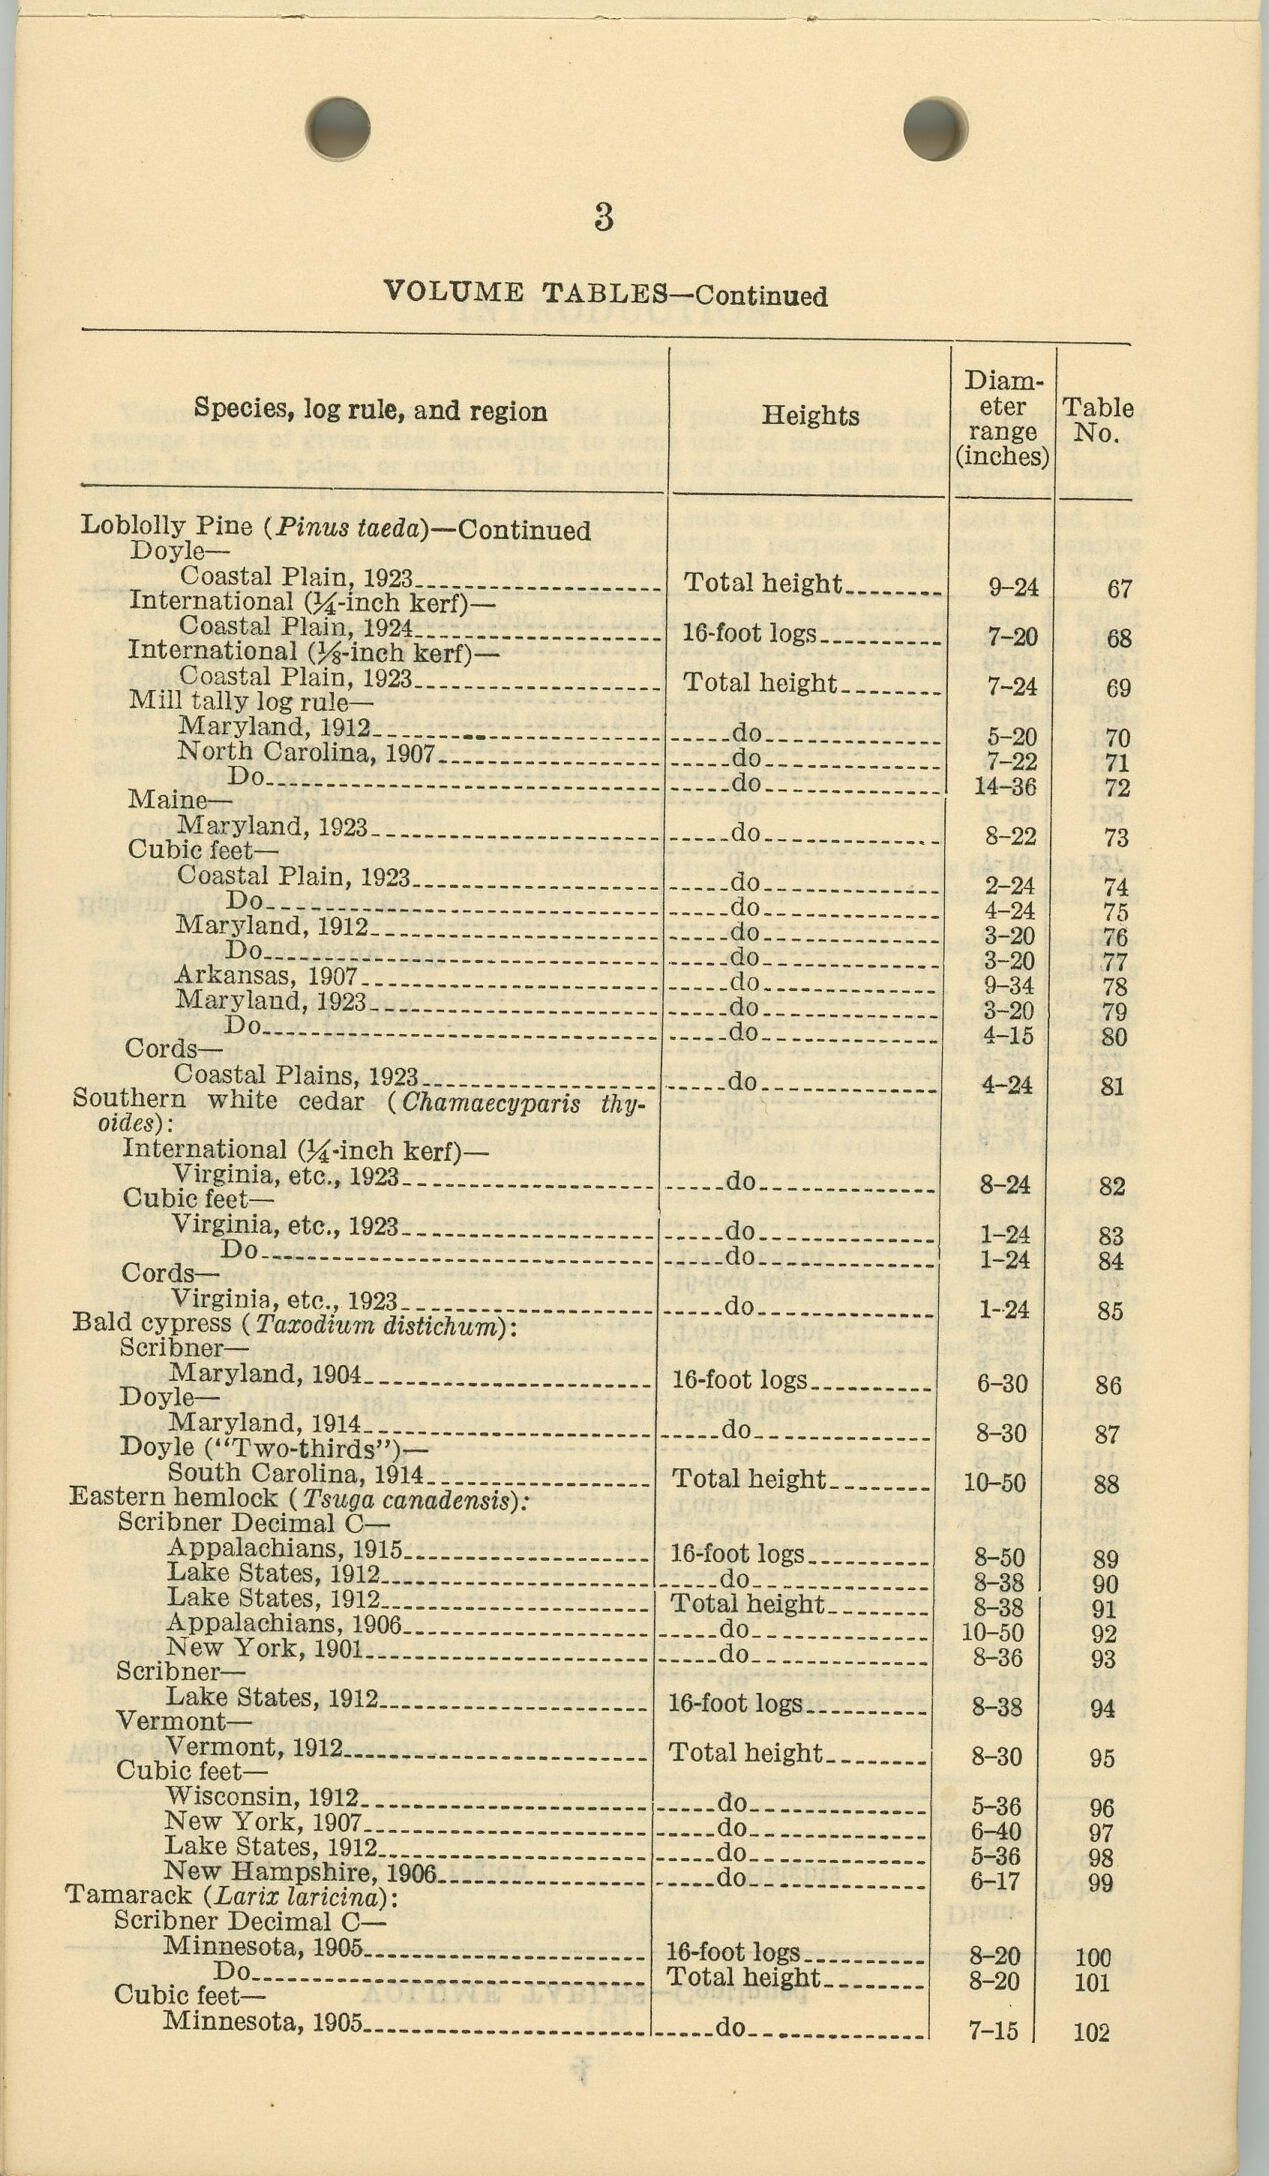 3
VOLUME TABLES—Continued
Species, log rule, and region | Heights | Diam-eter range (inches) | Table No.
Loblolly Pine (Pinus taeda)—Continued
Doyle—
Coastal Plain, 1923 | Total height | 9–24 | 67
International (¼-inch kerf)—
Coastal Plain, 1924 | 16-foot logs | 7–20 | 68
International (⅛-inch kerf)—
Coastal Plain, 1923 | Total height | 7–24 | 69
Mill tally log rule—
Maryland, 1912 | do | 5–20 | 70
North Carolina, 1907 | do | 7–22 | 71
Do | do | 14–36 | 72
Maine—
Maryland, 1923 | do | 8–22 | 73
Cubic feet—
Coastal Plain, 1923 | do | 2–24 | 74
Do | do | 4–24 | 75
Maryland, 1912 | do | 3–20 | 76
Do | do | 3–20 | 77
Arkansas, 1907 | do | 9–34 | 78
Maryland, 1923 | do | 3–20 | 79
Do | do | 4–15 | 80
Cords—
Coastal Plains, 1923 | do | 4–24 | 81
Southern white cedar (Chamaecyparis thy-
oides):
International (¼-inch kerf)—
Virginia, etc., 1923 | do | 8–24 | 82
Cubic feet—
Virginia, etc., 1923 | do | 1–24 | 83
Do | do | 1–24 | 84
Cords—
Virginia, etc., 1923 | do | 1–24 | 85
Bald cypress (Taxodium distichum):
Scribner—
Maryland, 1904 | 16-foot logs | 6–30 | 86
Doyle—
Maryland, 1914 | do | 8–30 | 87
Doyle ("Two-thirds")—
South Carolina, 1914 | Total height | 10–50 | 88
Eastern hemlock (Tsuga canadensis):
Scribner Decimal C—
Appalachians, 1915 | 16-foot logs | 8–50 | 89
Lake States, 1912 | do | 8–38 | 90
Lake States, 1912 | Total height | 8–38 | 91
Appalachians, 1906 | do | 10–50 | 92
New York, 1901 | do | 8–36 | 93
Scribner—
Lake States, 1912 | 16-foot logs | 8–38 | 94
Vermont—
Vermont, 1912 | Total height | 8–30 | 95
Cubic feet—
Wisconsin, 1912 | do | 5–36 | 96
New York, 1907 | do | 6–40 | 97
Lake States, 1912 | do | 5–36 | 98
New Hampshire, 1906 | do | 6–17 | 99
Tamarack (Larix laricina):
Scribner Decimal C—
Minnesota, 1905 | 16-foot logs | 8–20 | 100
Do | Total height | 8–20 | 101
Cubic feet—
Minnesota, 1905 | do | 7–15 | 102